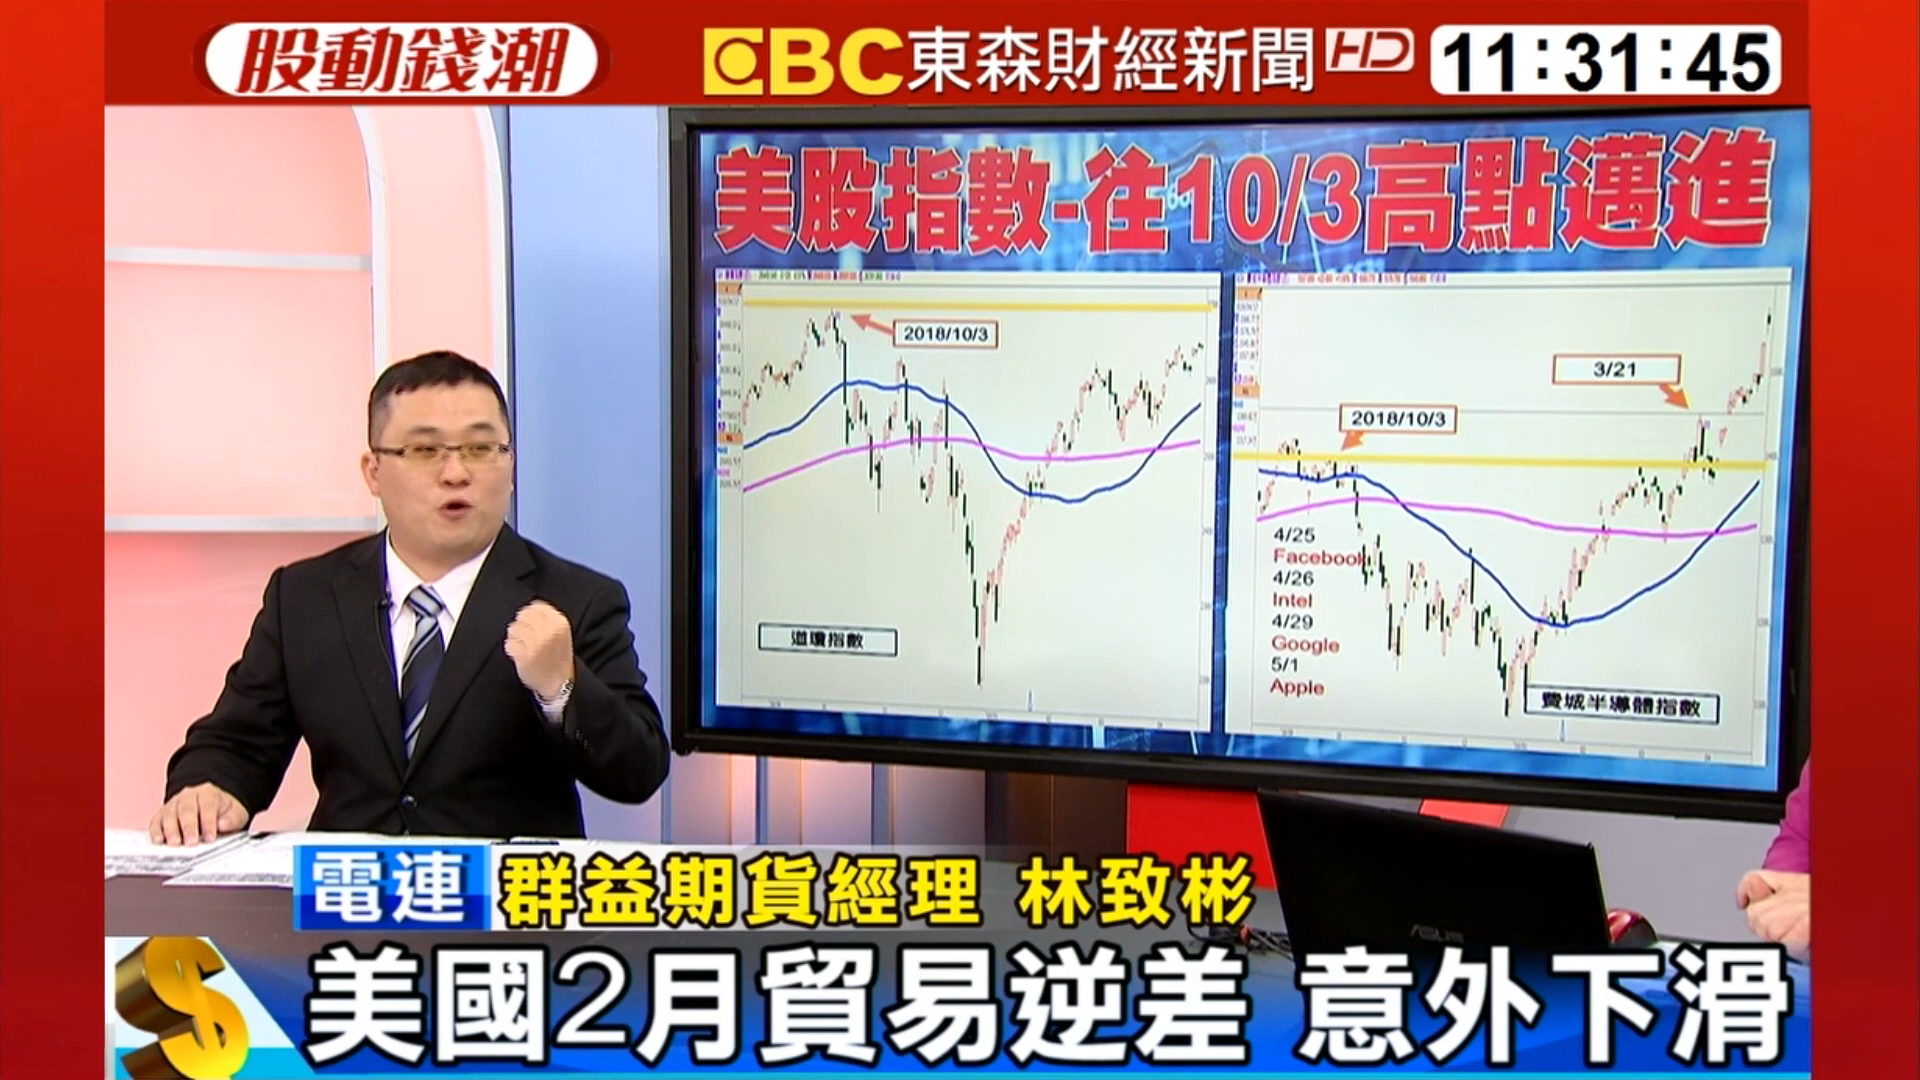 股動錢潮
EBC東森財經新聞 HD
11:31:45
美股指數-往10/3高點邁進
2018/10/3
道瓊指數
3/21
2018/10/3
4/25
Facebook
4/26
Intel
4/29
Google
5/1
Apple
費城半導體指數
電連 群益期貨經理 林致彬
ASUS
美國2月貿易逆差 意外下滑